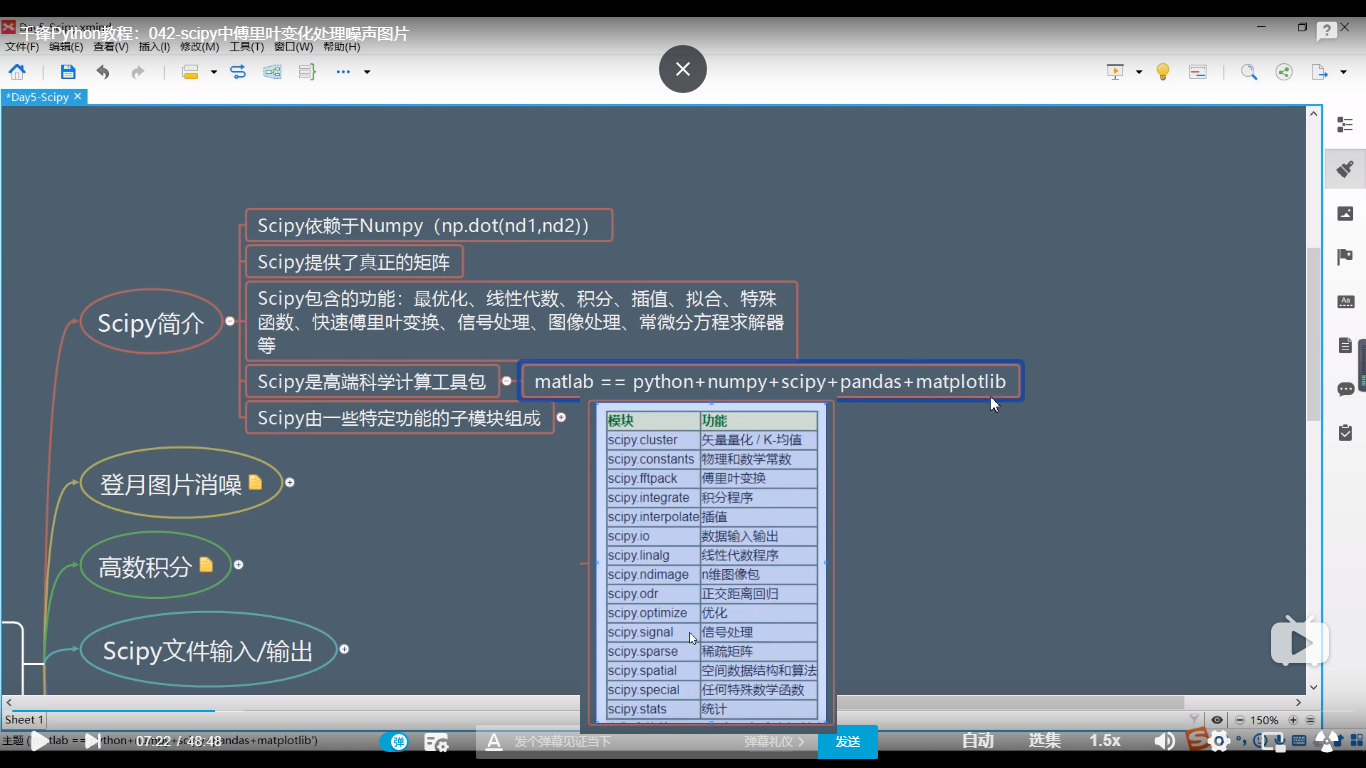 千锋Python教程：042-scipy中傅里叶变化处理噪声图片
文件(F) 编辑(E) 查看(V) 插入(I) 修改(M) 工具(T) 窗口(W) 帮助(H)
*Day5-Scipy
Scipy依赖于Numpy（np.dot(nd1,nd2)）
Scipy提供了真正的矩阵
Scipy包含的功能：最优化、线性代数、积分、插值、拟合、特殊
函数、快速傅里叶变换、信号处理、图像处理、常微分方程求解器
等
Scipy简介
Scipy是高端科学计算工具包
matlab == python+numpy+scipy+pandas+matplotlib
Scipy由一些特定功能的子模块组成
模块 功能
scipy.cluster 矢量量化 / K-均值
scipy.constants 物理和数学常数
scipy.fftpack 傅里叶变换
scipy.integrate 积分程序
scipy.interpolate 插值
scipy.io 数据输入输出
scipy.linalg 线性代数程序
scipy.ndimage n维图像包
scipy.odr 正交距离回归
scipy.optimize 优化
scipy.signal 信号处理
scipy.sparse 稀疏矩阵
scipy.spatial 空间数据结构和算法
scipy.special 任何特殊数学函数
scipy.stats 统计
登月图片消噪
高数积分
Scipy文件输入/输出
Sheet 1
150%
07:22 / 48:48
弹
发个弹幕见证当下
弹幕礼仪
发送
自动
选集
1.5x